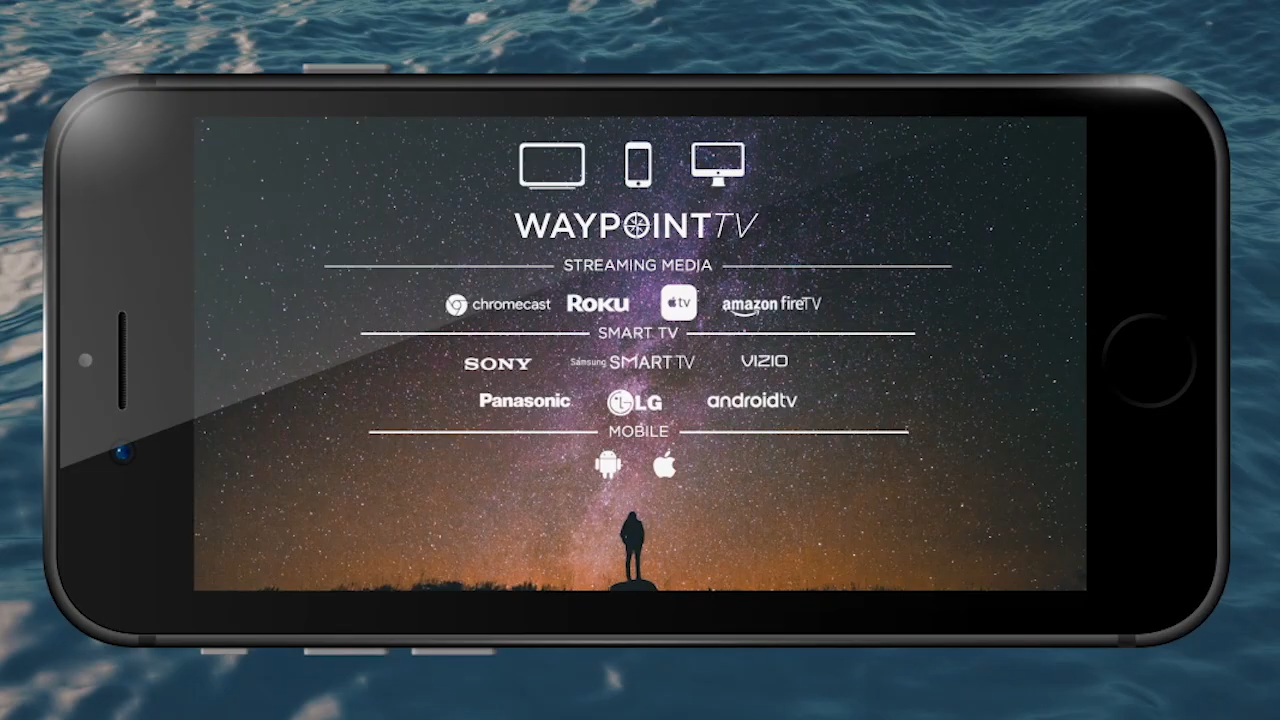 WAYPOINTTV
STREAMING MEDIA
chromecast ROKU tv amazon fireTV
SMART TV
SONY Samsung SMART TV VIZIO
Panasonic LG androidtv
MOBILE